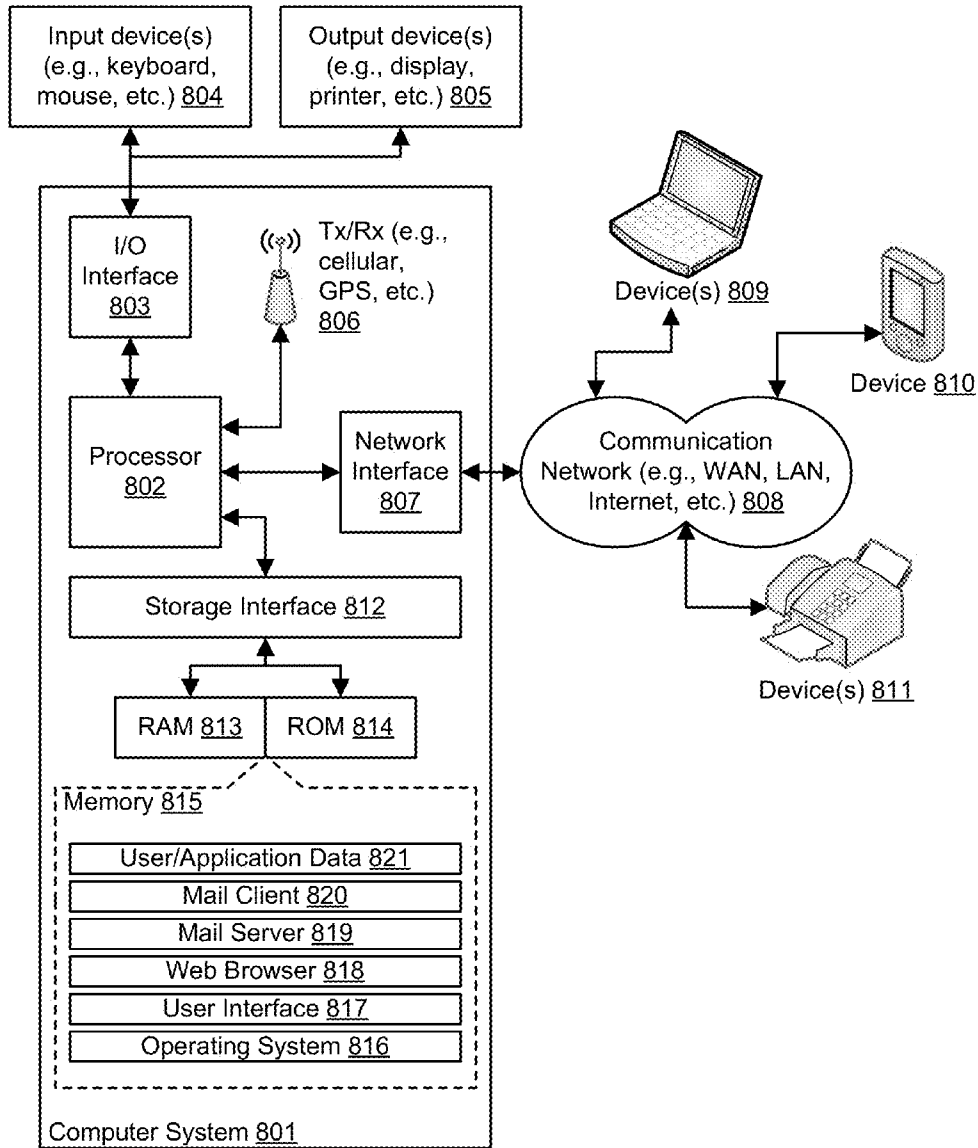 Input device(s)
(e.g., keyboard,
mouse, etc.) 804
Output device(s)
(e.g., display,
printer, etc.) 805
I/O
Interface
803
Tx/Rx (e.g.,
cellular,
GPS, etc.)
806
Device(s) 809
Device 810
Processor
802
Network
Interface
807
Communication
Network (e.g., WAN, LAN,
Internet, etc.) 808
Storage Interface 812
Device(s) 811
RAM 813
ROM 814
Memory 815
User/Application Data 821
Mail Client 820
Mail Server 819
Web Browser 818
User Interface 817
Operating System 816
Computer System 801